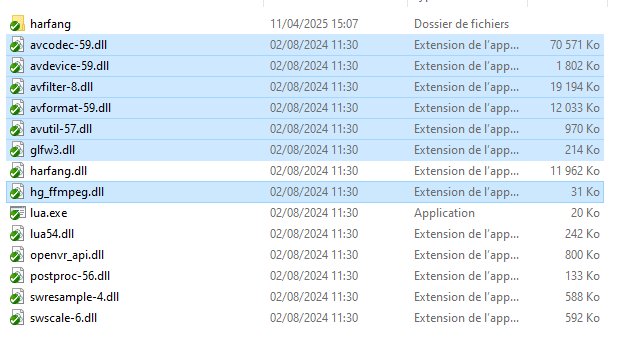 harfang 11/04/2025 15:07 Dossier de fichiers
avcodec-59.dll 02/08/2024 11:30 Extension de l'app... 70 571 Ko
avdevice-59.dll 02/08/2024 11:30 Extension de l'app... 1 802 Ko
avfilter-8.dll 02/08/2024 11:30 Extension de l'app... 19 194 Ko
avformat-59.dll 02/08/2024 11:30 Extension de l'app... 12 033 Ko
avutil-57.dll 02/08/2024 11:30 Extension de l'app... 970 Ko
glfw3.dll 02/08/2024 11:30 Extension de l'app... 214 Ko
harfang.dll 02/08/2024 11:30 Extension de l'app... 11 962 Ko
hg_ffmpeg.dll 02/08/2024 11:30 Extension de l'app... 31 Ko
lua.exe 02/08/2024 11:30 Application 20 Ko
lua54.dll 02/08/2024 11:30 Extension de l'app... 242 Ko
openvr_api.dll 02/08/2024 11:30 Extension de l'app... 800 Ko
postproc-56.dll 02/08/2024 11:30 Extension de l'app... 133 Ko
swresample-4.dll 02/08/2024 11:30 Extension de l'app... 588 Ko
swscale-6.dll 02/08/2024 11:30 Extension de l'app... 592 Ko